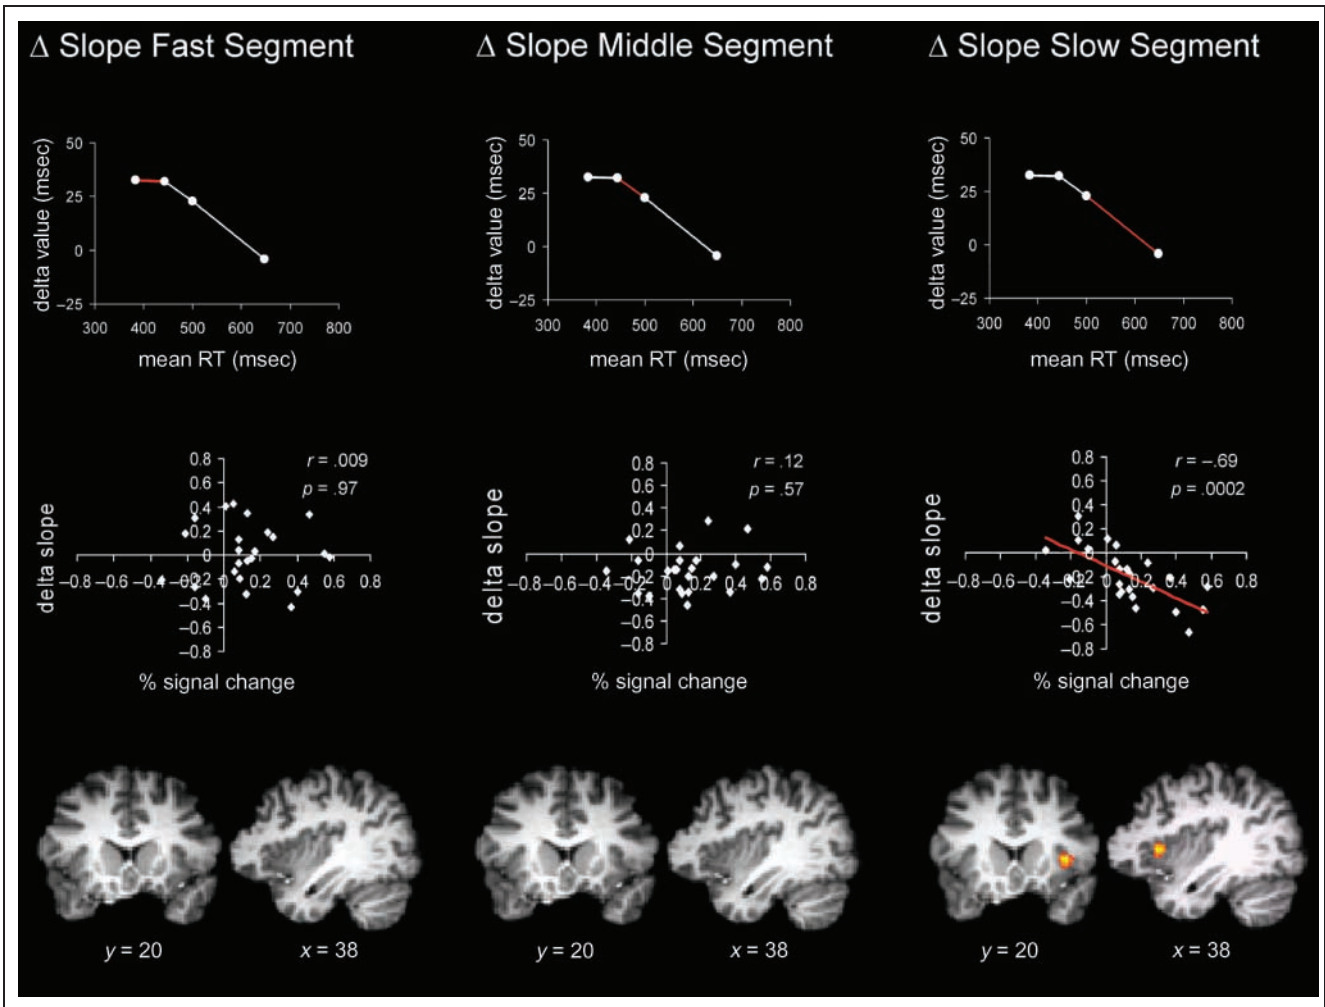 Δ Slope Fast Segment
Δ Slope Middle Segment
Δ Slope Slow Segment
delta value (msec)
50
25
0
–25
300 400 500 600 700 800
mean RT (msec)
delta value (msec)
50
25
0
–25
300 400 500 600 700 800
mean RT (msec)
delta value (msec)
50
25
0
–25
300 400 500 600 700 800
mean RT (msec)
delta slope
r = .009
p = .97
0.8
0.6
0.4
0.2
0
–0.2
–0.4
–0.6
–0.8
–0.8 –0.6 –0.4 –0.2 0 0.2 0.4 0.6 0.8
% signal change
delta slope
r = .12
p = .57
0.8
0.6
0.4
0.2
0
–0.2
–0.4
–0.6
–0.8
–0.8 –0.6 –0.4 –0.2 0 0.2 0.4 0.6 0.8
% signal change
delta slope
r = –.69
p = .0002
0.8
0.6
0.4
0.2
0
–0.2
–0.4
–0.6
–0.8
–0.8 –0.6 –0.4 –0.2 0 0.2 0.4 0.6 0.8
% signal change
y = 20
x = 38
y = 20
x = 38
y = 20
x = 38